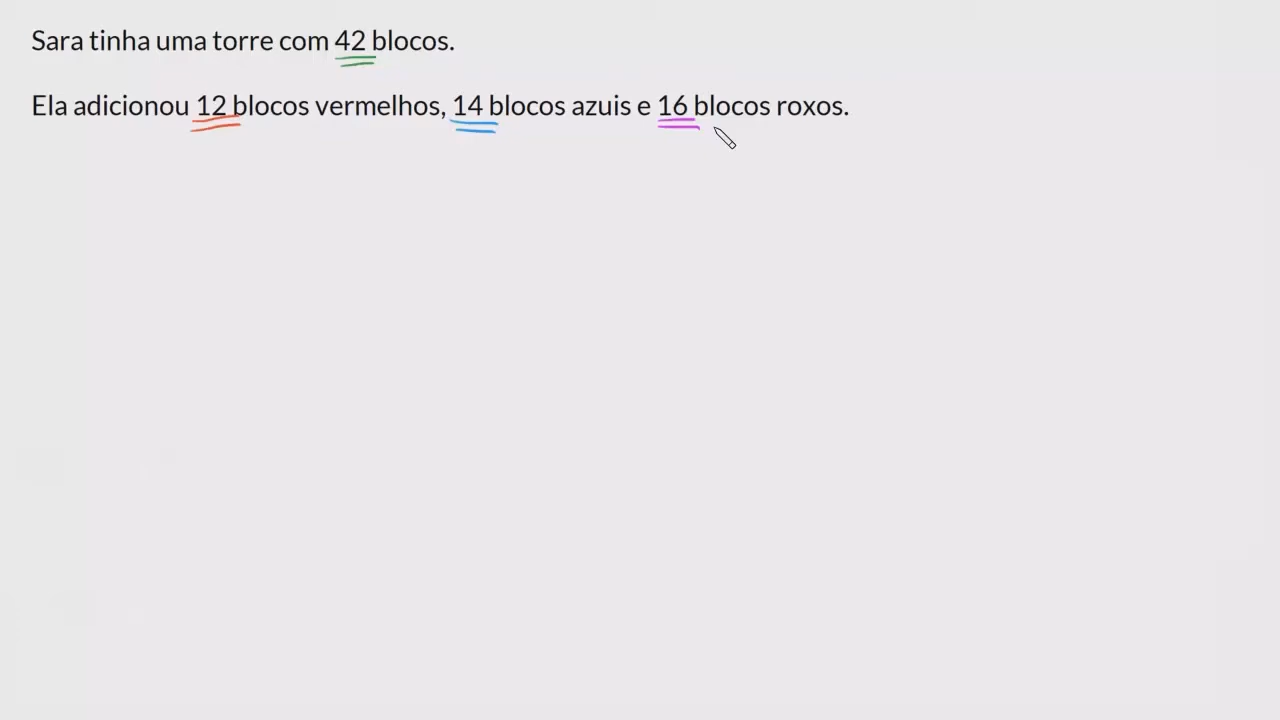 Sara tinha uma torre com 42 blocos.
Ela adicionou 12 blocos vermelhos, 14 blocos azuis e 16 blocos roxos.